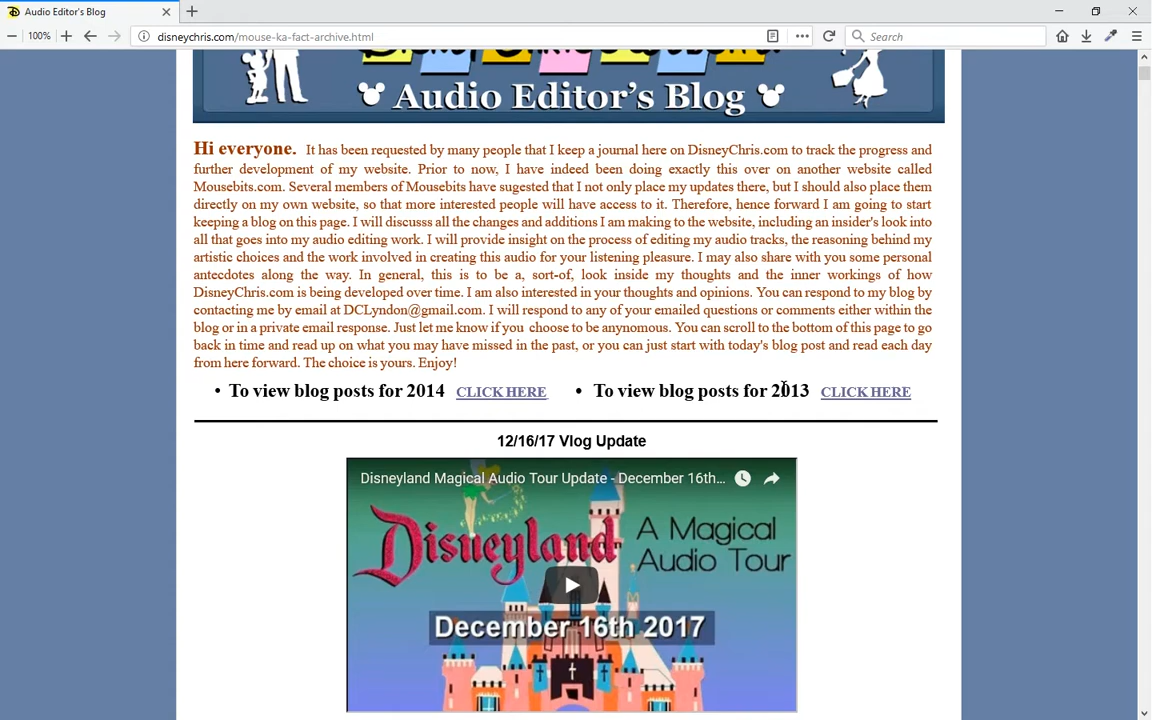 Audio Editor's Blog
100%
disneychris.com/mouse-ka-fact-archive.html
Search
Audio Editor's Blog
Hi everyone. It has been requested by many people that I keep a journal here on DisneyChris.com to track the progress and
further development of my website. Prior to now, I have indeed been doing exactly this over on another website called
Mousebits.com. Several members of Mousebits have sugested that I not only place my updates there, but I should also place them
directly on my own website, so that more interested people will have access to it. Therefore, hence forward I am going to start
keeping a blog on this page. I will discusss all the changes and additions I am making to the website, including an insider's look into
all that goes into my audio editing work. I will provide insight on the process of editing my audio tracks, the reasoning behind my
artistic choices and the work involved in creating this audio for your listening pleasure. I may also share with you some personal
antecdotes along the way. In general, this is to be a, sort-of, look inside my thoughts and the inner workings of how
DisneyChris.com is being developed over time. I am also interested in your thoughts and opinions. You can respond to my blog by
contacting me by email at DCLyndon@gmail.com. I will respond to any of your emailed questions or comments either within the
blog or in a private email response. Just let me know if you choose to be anynomous. You can scroll to the bottom of this page to go
back in time and read up on what you may have missed in the past, or you can just start with today's blog post and read each day
from here forward. The choice is yours. Enjoy!
• To view blog posts for 2014 CLICK HERE • To view blog posts for 2013 CLICK HERE
12/16/17 Vlog Update
Disneyland Magical Audio Tour Update - December 16th...
Disneyland A Magical
Audio Tour
December 16th 2017